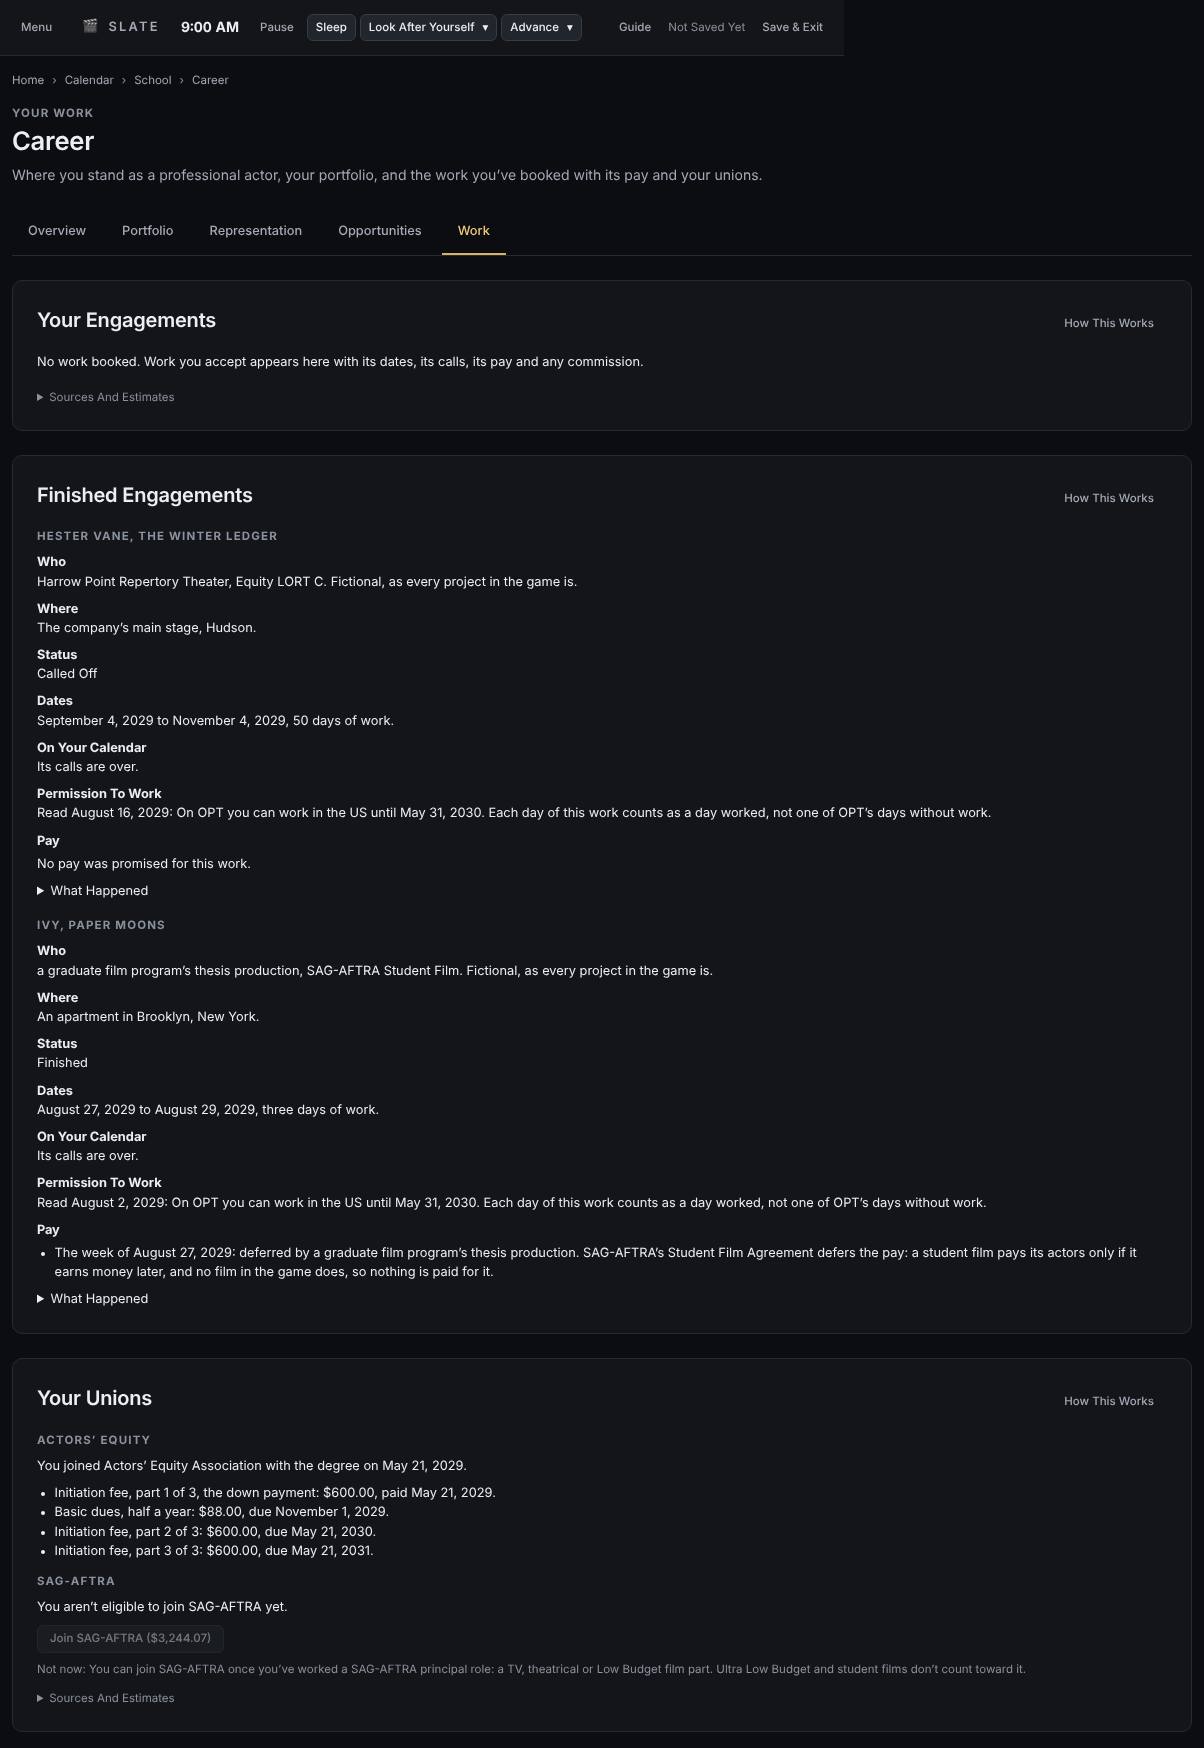 Menu SLATE 9:00 AM Pause Sleep Look After Yourself ▾ Advance ▾ Guide Not Saved Yet Save & Exit
Home › Calendar › School › Career
YOUR WORK
Career
Where you stand as a professional actor, your portfolio, and the work you’ve booked with its pay and your unions.
Overview Portfolio Representation Opportunities Work
Your Engagements How This Works
No work booked. Work you accept appears here with its dates, its calls, its pay and any commission.
▶ Sources And Estimates
Finished Engagements How This Works
HESTER VANE, THE WINTER LEDGER
Who
Harrow Point Repertory Theater, Equity LORT C. Fictional, as every project in the game is.
Where
The company’s main stage, Hudson.
Status
Called Off
Dates
September 4, 2029 to November 4, 2029, 50 days of work.
On Your Calendar
Its calls are over.
Permission To Work
Read August 16, 2029: On OPT you can work in the US until May 31, 2030. Each day of this work counts as a day worked, not one of OPT’s days without work.
Pay
No pay was promised for this work.
▶ What Happened
IVY, PAPER MOONS
Who
a graduate film program’s thesis production, SAG-AFTRA Student Film. Fictional, as every project in the game is.
Where
An apartment in Brooklyn, New York.
Status
Finished
Dates
August 27, 2029 to August 29, 2029, three days of work.
On Your Calendar
Its calls are over.
Permission To Work
Read August 2, 2029: On OPT you can work in the US until May 31, 2030. Each day of this work counts as a day worked, not one of OPT’s days without work.
Pay
• The week of August 27, 2029: deferred by a graduate film program’s thesis production. SAG-AFTRA’s Student Film Agreement defers the pay: a student film pays its actors only if it
earns money later, and no film in the game does, so nothing is paid for it.
▶ What Happened
Your Unions How This Works
ACTORS’ EQUITY
You joined Actors’ Equity Association with the degree on May 21, 2029.
• Initiation fee, part 1 of 3, the down payment: $600.00, paid May 21, 2029.
• Basic dues, half a year: $88.00, due November 1, 2029.
• Initiation fee, part 2 of 3: $600.00, due May 21, 2030.
• Initiation fee, part 3 of 3: $600.00, due May 21, 2031.
SAG-AFTRA
You aren’t eligible to join SAG-AFTRA yet.
Join SAG-AFTRA ($3,244.07)
Not now: You can join SAG-AFTRA once you’ve worked a SAG-AFTRA principal role: a TV, theatrical or Low Budget film part. Ultra Low Budget and student films don’t count toward it.
▶ Sources And Estimates